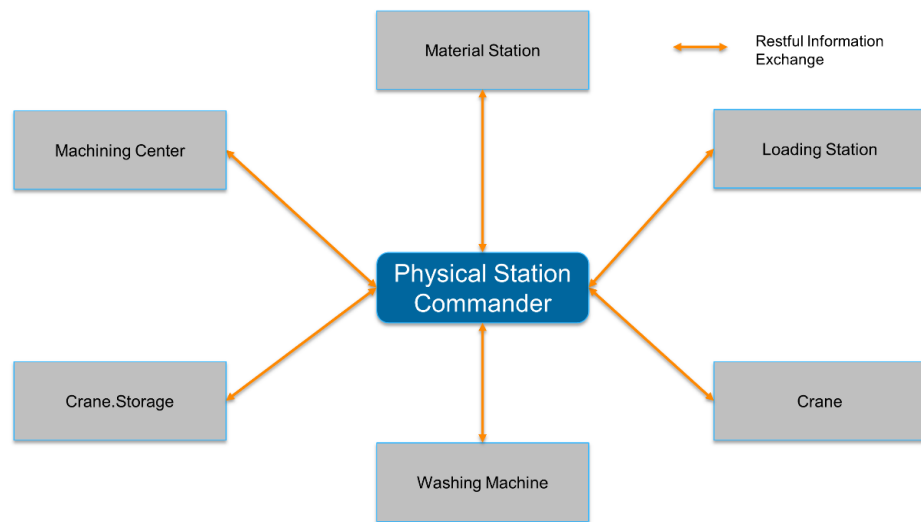 Material Station
Restful Information
Exchange
Machining Center
Loading Station
Physical Station
Commander
Crane.Storage
Crane
Washing Machine